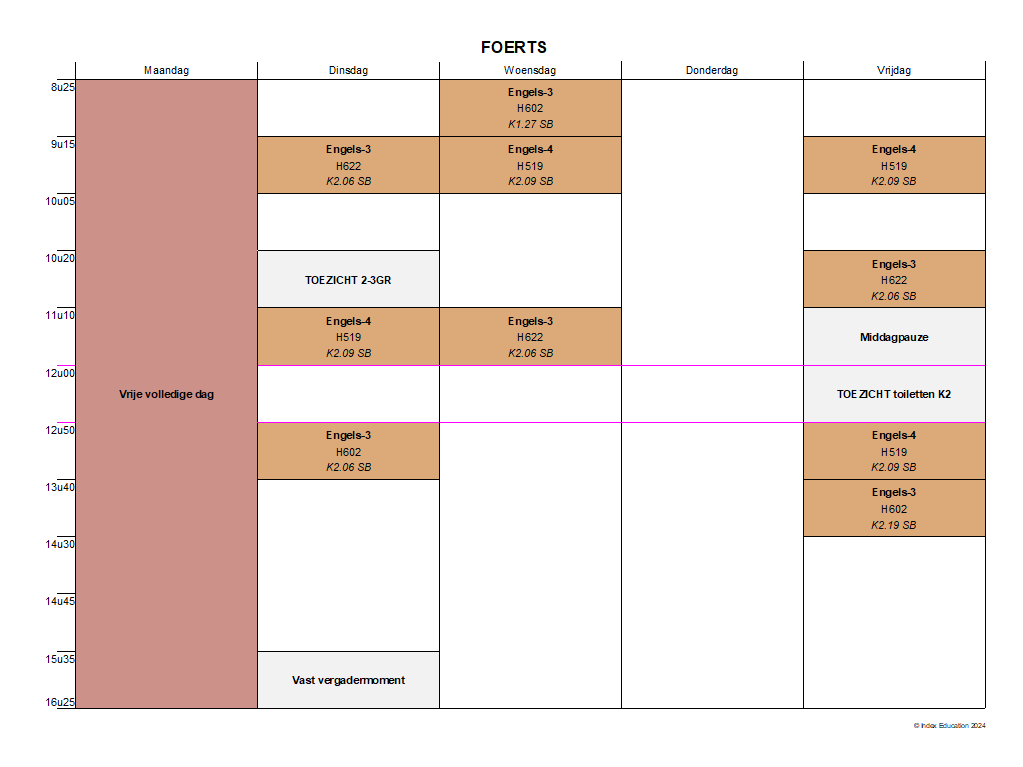 FOERTS
Maandag Dinsdag Woensdag Donderdag Vrijdag
8u25
Engels-3
H602
K1.27 SB
9u15
Engels-3 Engels-4 Engels-4
H622 H519 H519
K2.06 SB K2.09 SB K2.09 SB
10u05
10u20
TOEZICHT 2-3GR
Engels-3
H622
K2.06 SB
11u10
Engels-4 Engels-3
H519 H622
K2.09 SB K2.06 SB
Middagpauze
12u00
Vrije volledige dag
TOEZICHT toiletten K2
12u50
Engels-3 Engels-4
H602 H519
K2.06 SB K2.09 SB
13u40
Engels-3
H602
K2.19 SB
14u30
14u45
15u35
Vast vergadermoment
16u25
© Index Education 2024